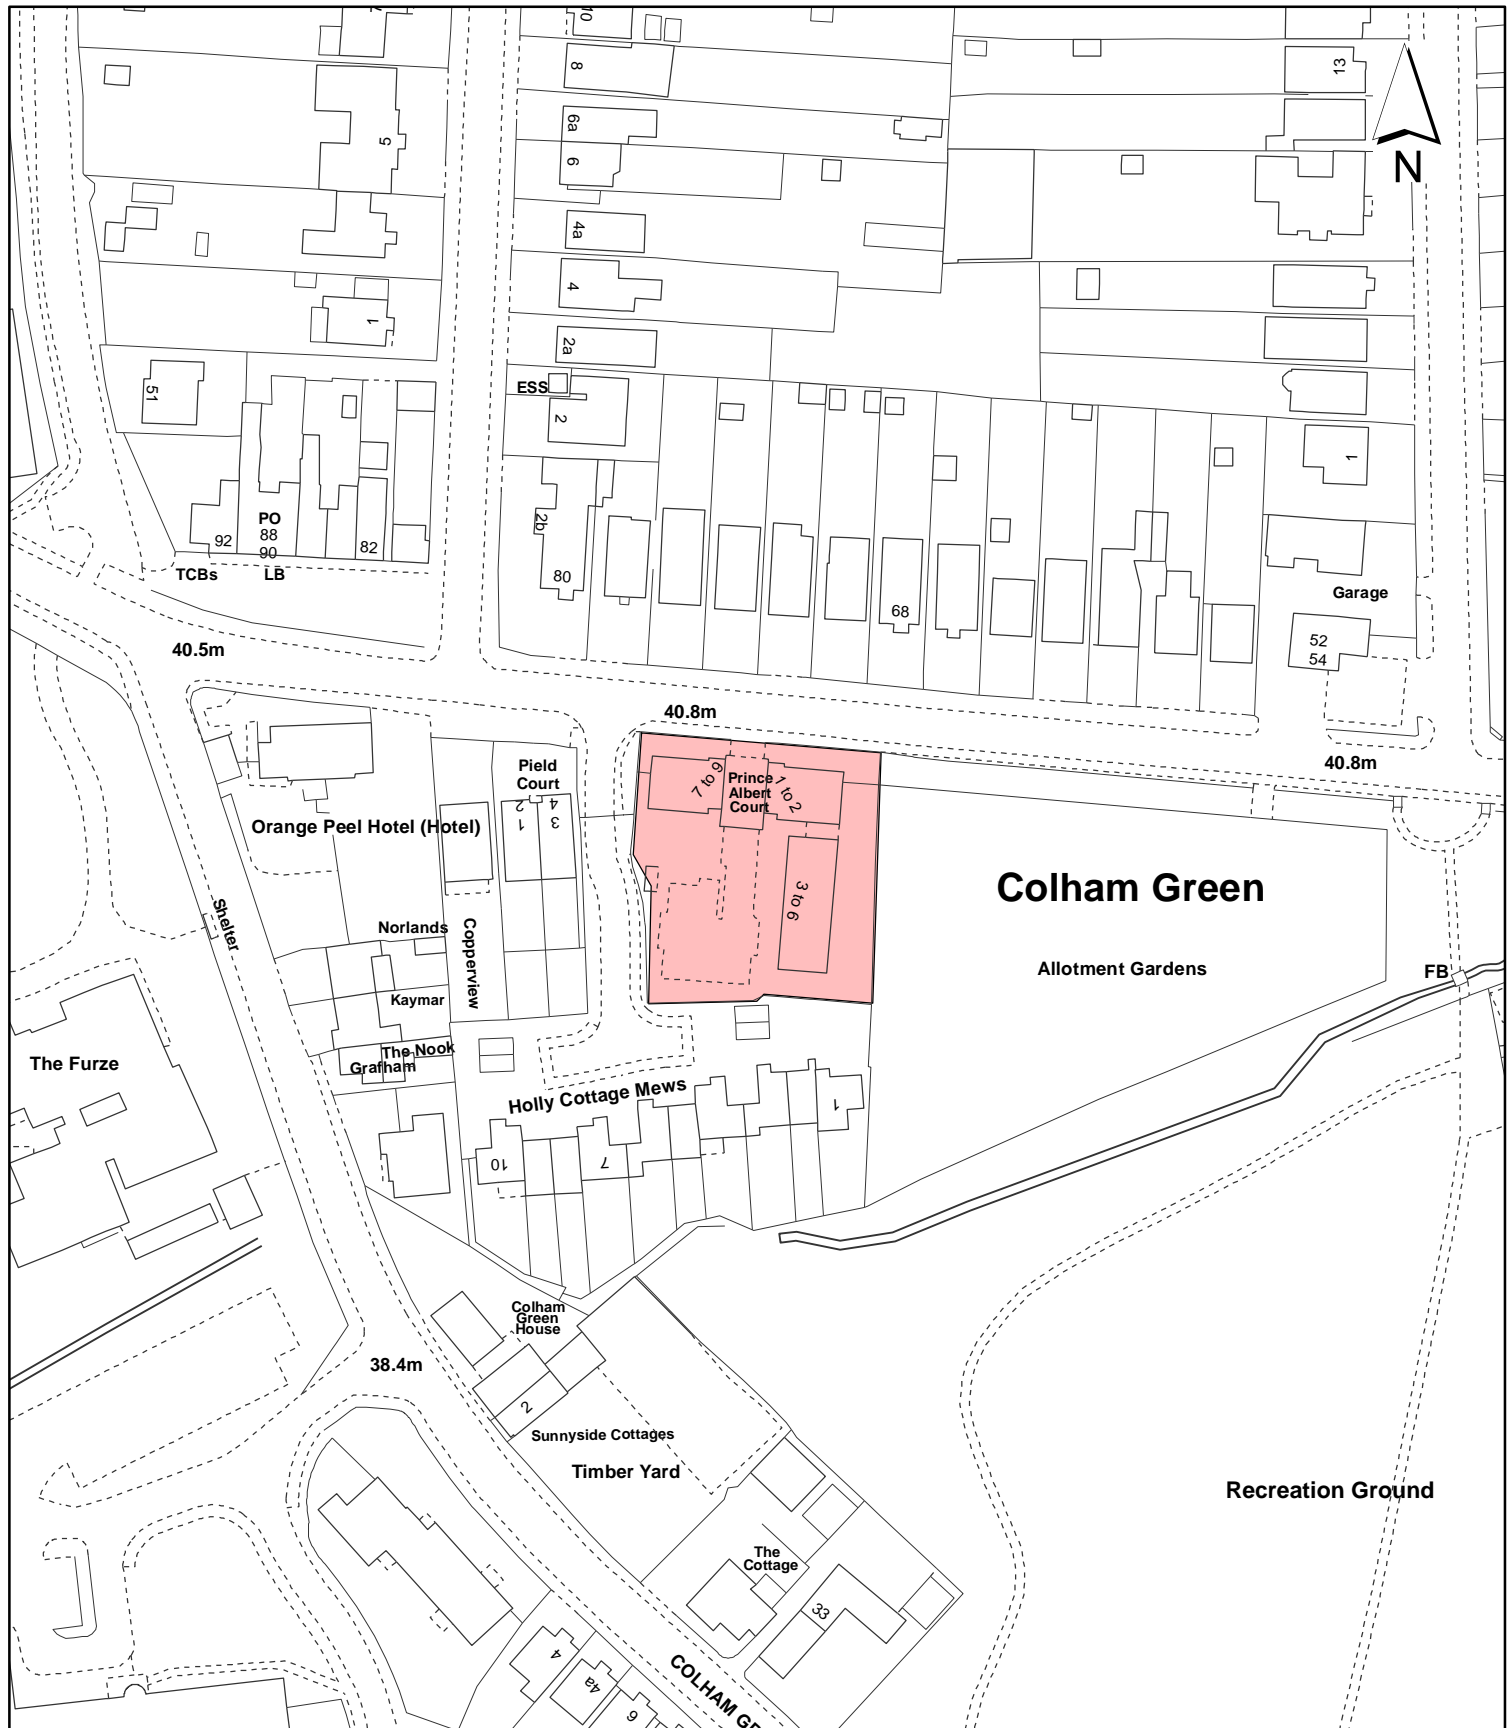 10
8
13
N
6a
5
6
4a
4
1
2a
51
ESS
2
1
PO
88
90
92
82
2b
80
TCBs
LB
68
Garage
52
54
40.5m
40.8m
40.8m
Pield
Court
7 to 9
Prince
Albert
Court
1 to 2
2
1
4
3
Orange Peel Hotel (Hotel)
3 to 6
Colham Green
Shelter
Norlands
Copperview
Allotment Gardens
FB
Kaymar
The Nook
Grafham
The Furze
Holly Cottage Mews
1
10
7
Colham
Green
House
38.4m
2
Sunnyside Cottages
Timber Yard
Recreation Ground
The
Cottage
33
4
4a
6
COLHAM